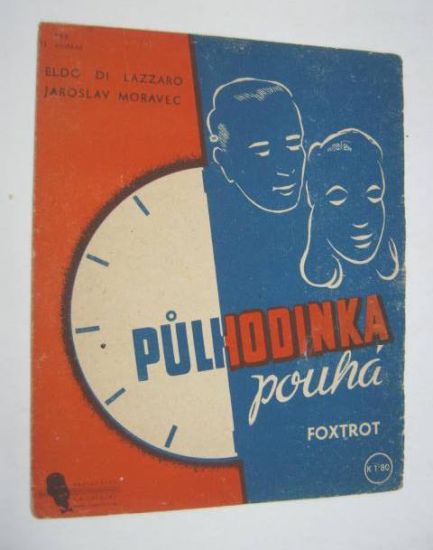 ELDO DI LAZZARO
JAROSLAV MORAVEC
PŮLHODINKA
pouhá
FOXTROT
K 1·80